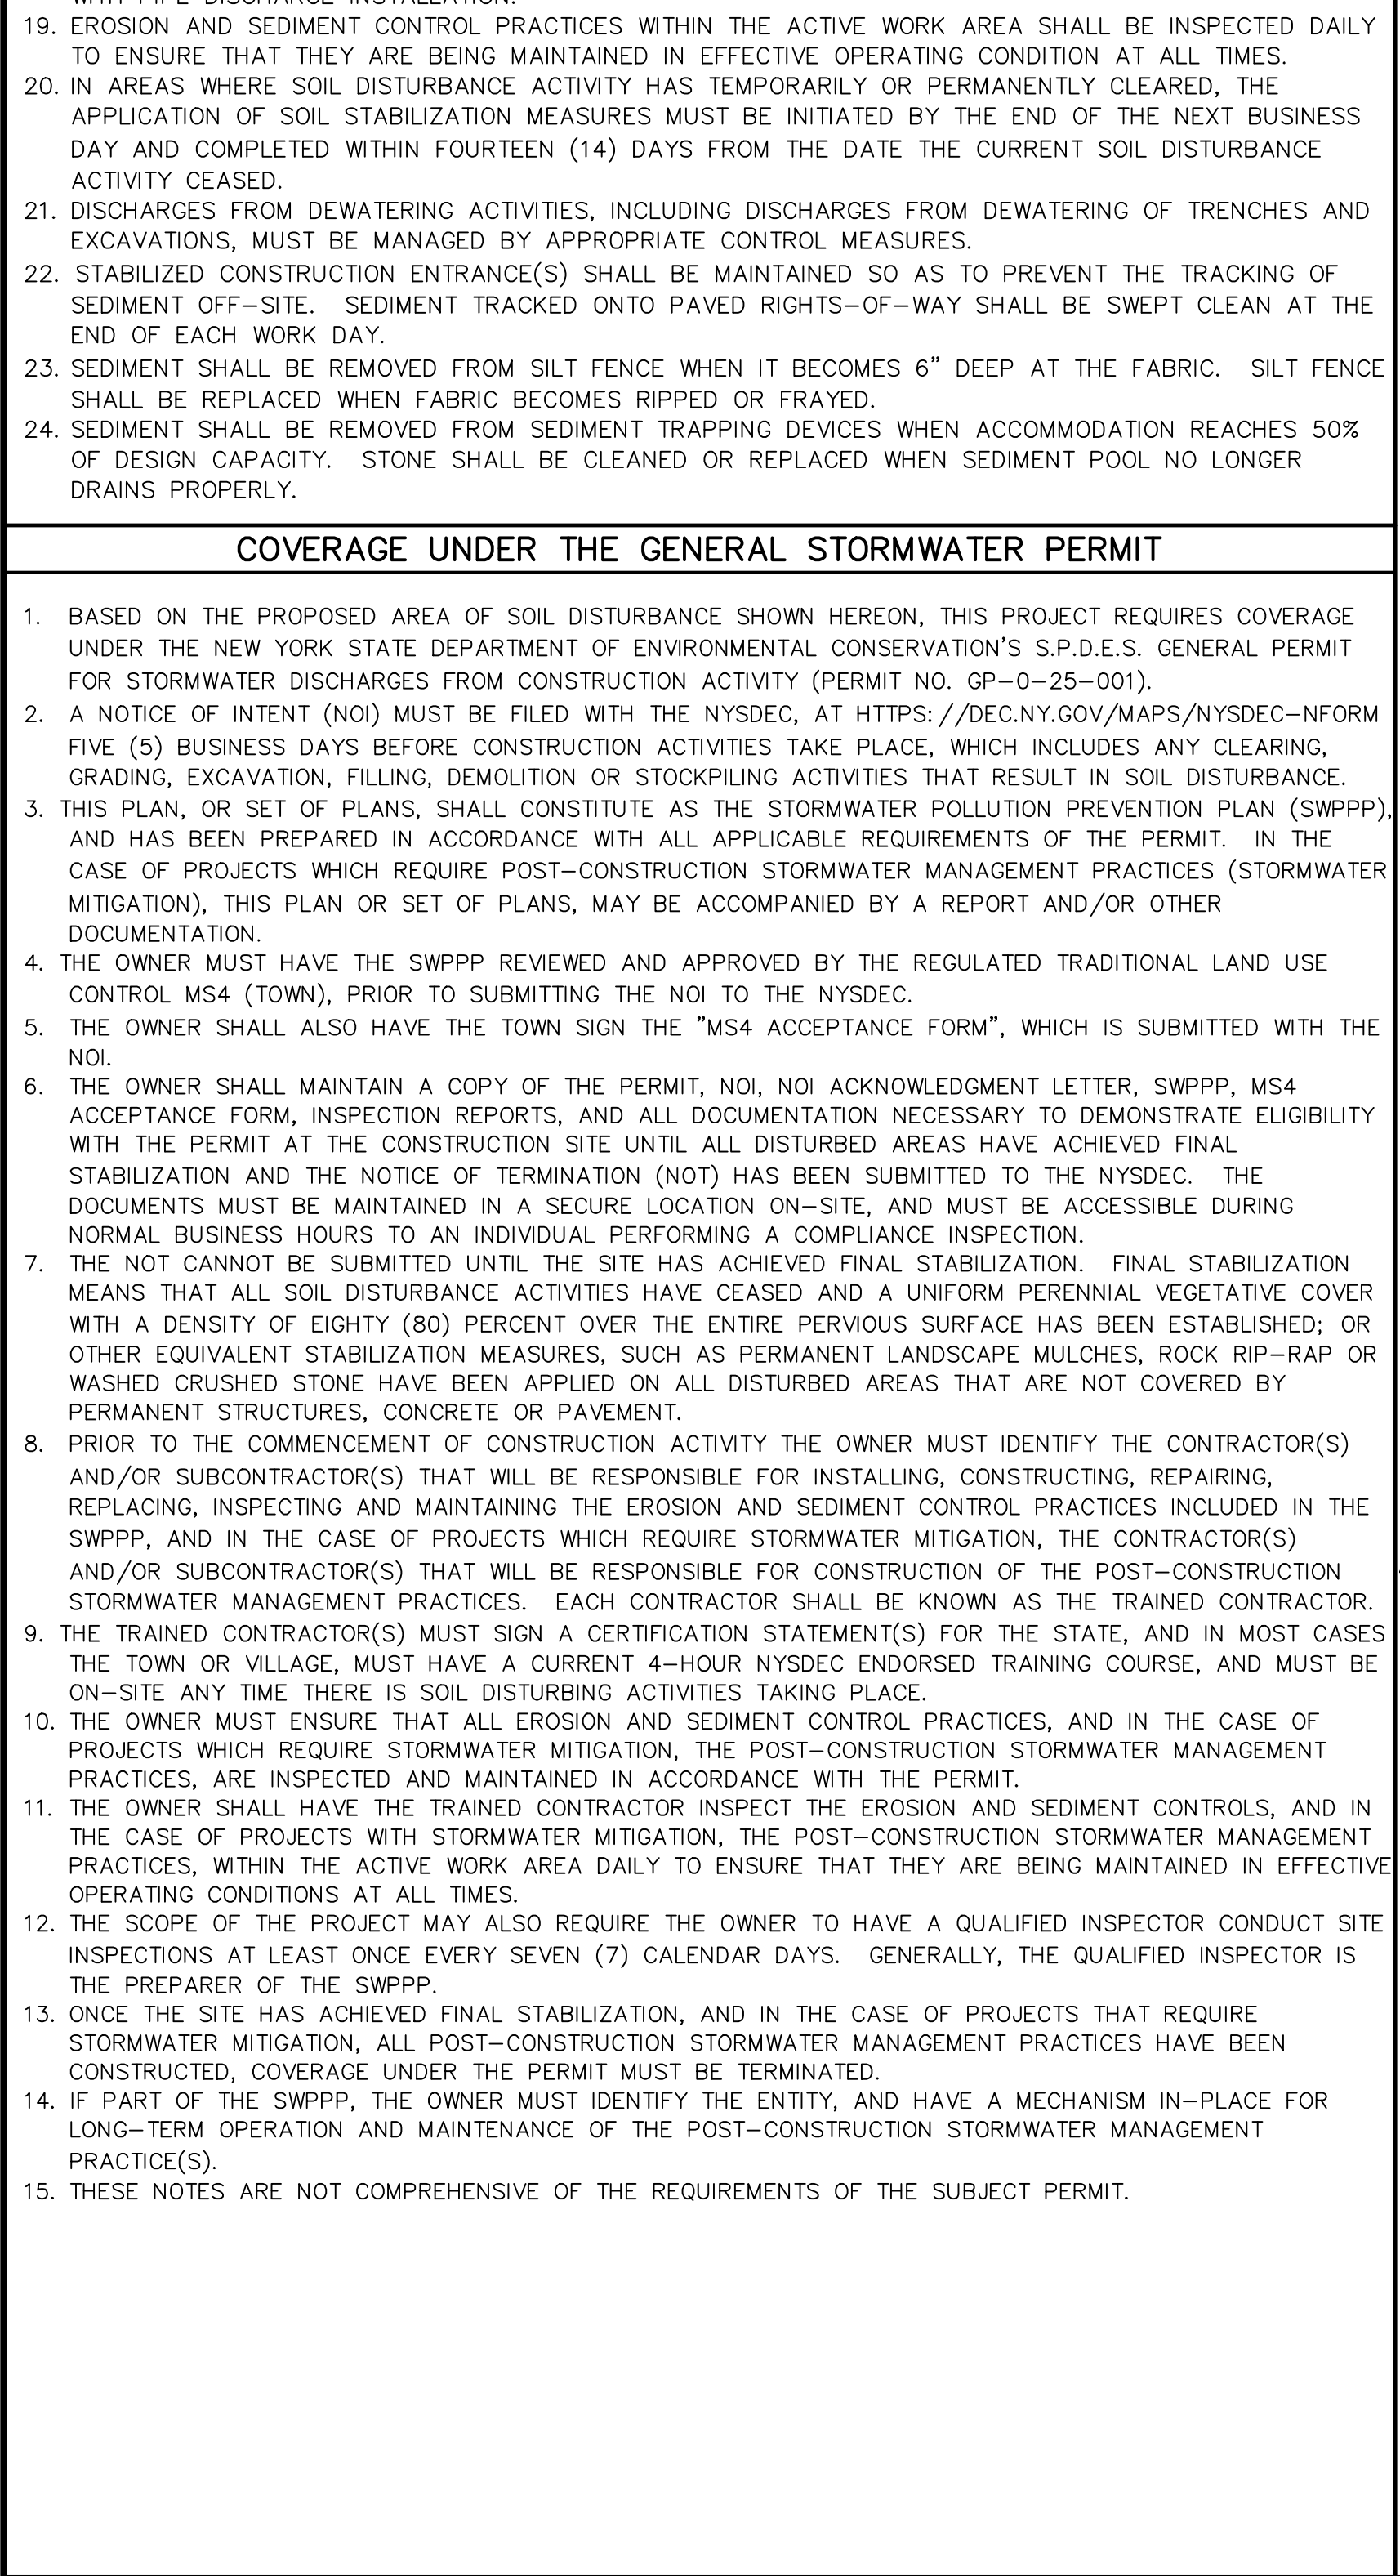 WITH PIPE DISCHARGE INSTALLATION.
19. EROSION AND SEDIMENT CONTROL PRACTICES WITHIN THE ACTIVE WORK AREA SHALL BE INSPECTED DAILY
TO ENSURE THAT THEY ARE BEING MAINTAINED IN EFFECTIVE OPERATING CONDITION AT ALL TIMES.
20. IN AREAS WHERE SOIL DISTURBANCE ACTIVITY HAS TEMPORARILY OR PERMANENTLY CLEARED, THE
APPLICATION OF SOIL STABILIZATION MEASURES MUST BE INITIATED BY THE END OF THE NEXT BUSINESS
DAY AND COMPLETED WITHIN FOURTEEN (14) DAYS FROM THE DATE THE CURRENT SOIL DISTURBANCE
ACTIVITY CEASED.
21. DISCHARGES FROM DEWATERING ACTIVITIES, INCLUDING DISCHARGES FROM DEWATERING OF TRENCHES AND
EXCAVATIONS, MUST BE MANAGED BY APPROPRIATE CONTROL MEASURES.
22. STABILIZED CONSTRUCTION ENTRANCE(S) SHALL BE MAINTAINED SO AS TO PREVENT THE TRACKING OF
SEDIMENT OFF-SITE. SEDIMENT TRACKED ONTO PAVED RIGHTS-OF-WAY SHALL BE SWEPT CLEAN AT THE
END OF EACH WORK DAY.
23. SEDIMENT SHALL BE REMOVED FROM SILT FENCE WHEN IT BECOMES 6" DEEP AT THE FABRIC. SILT FENCE
SHALL BE REPLACED WHEN FABRIC BECOMES RIPPED OR FRAYED.
24. SEDIMENT SHALL BE REMOVED FROM SEDIMENT TRAPPING DEVICES WHEN ACCOMMODATION REACHES 50%
OF DESIGN CAPACITY. STONE SHALL BE CLEANED OR REPLACED WHEN SEDIMENT POOL NO LONGER
DRAINS PROPERLY.
COVERAGE UNDER THE GENERAL STORMWATER PERMIT
1. BASED ON THE PROPOSED AREA OF SOIL DISTURBANCE SHOWN HEREON, THIS PROJECT REQUIRES COVERAGE
UNDER THE NEW YORK STATE DEPARTMENT OF ENVIRONMENTAL CONSERVATION'S S.P.D.E.S. GENERAL PERMIT
FOR STORMWATER DISCHARGES FROM CONSTRUCTION ACTIVITY (PERMIT NO. GP-0-25-001).
2. A NOTICE OF INTENT (NOI) MUST BE FILED WITH THE NYSDEC, AT HTTPS://DEC.NY.GOV/MAPS/NYSDEC-NFORM
FIVE (5) BUSINESS DAYS BEFORE CONSTRUCTION ACTIVITIES TAKE PLACE, WHICH INCLUDES ANY CLEARING,
GRADING, EXCAVATION, FILLING, DEMOLITION OR STOCKPILING ACTIVITIES THAT RESULT IN SOIL DISTURBANCE.
3. THIS PLAN, OR SET OF PLANS, SHALL CONSTITUTE AS THE STORMWATER POLLUTION PREVENTION PLAN (SWPPP),
AND HAS BEEN PREPARED IN ACCORDANCE WITH ALL APPLICABLE REQUIREMENTS OF THE PERMIT. IN THE
CASE OF PROJECTS WHICH REQUIRE POST-CONSTRUCTION STORMWATER MANAGEMENT PRACTICES (STORMWATER
MITIGATION), THIS PLAN OR SET OF PLANS, MAY BE ACCOMPANIED BY A REPORT AND/OR OTHER
DOCUMENTATION.
4. THE OWNER MUST HAVE THE SWPPP REVIEWED AND APPROVED BY THE REGULATED TRADITIONAL LAND USE
CONTROL MS4 (TOWN), PRIOR TO SUBMITTING THE NOI TO THE NYSDEC.
5. THE OWNER SHALL ALSO HAVE THE TOWN SIGN THE "MS4 ACCEPTANCE FORM", WHICH IS SUBMITTED WITH THE
NOI.
6. THE OWNER SHALL MAINTAIN A COPY OF THE PERMIT, NOI, NOI ACKNOWLEDGMENT LETTER, SWPPP, MS4
ACCEPTANCE FORM, INSPECTION REPORTS, AND ALL DOCUMENTATION NECESSARY TO DEMONSTRATE ELIGIBILITY
WITH THE PERMIT AT THE CONSTRUCTION SITE UNTIL ALL DISTURBED AREAS HAVE ACHIEVED FINAL
STABILIZATION AND THE NOTICE OF TERMINATION (NOT) HAS BEEN SUBMITTED TO THE NYSDEC. THE
DOCUMENTS MUST BE MAINTAINED IN A SECURE LOCATION ON-SITE, AND MUST BE ACCESSIBLE DURING
NORMAL BUSINESS HOURS TO AN INDIVIDUAL PERFORMING A COMPLIANCE INSPECTION.
7. THE NOT CANNOT BE SUBMITTED UNTIL THE SITE HAS ACHIEVED FINAL STABILIZATION. FINAL STABILIZATION
MEANS THAT ALL SOIL DISTURBANCE ACTIVITIES HAVE CEASED AND A UNIFORM PERENNIAL VEGETATIVE COVER
WITH A DENSITY OF EIGHTY (80) PERCENT OVER THE ENTIRE PERVIOUS SURFACE HAS BEEN ESTABLISHED; OR
OTHER EQUIVALENT STABILIZATION MEASURES, SUCH AS PERMANENT LANDSCAPE MULCHES, ROCK RIP-RAP OR
WASHED CRUSHED STONE HAVE BEEN APPLIED ON ALL DISTURBED AREAS THAT ARE NOT COVERED BY
PERMANENT STRUCTURES, CONCRETE OR PAVEMENT.
8. PRIOR TO THE COMMENCEMENT OF CONSTRUCTION ACTIVITY THE OWNER MUST IDENTIFY THE CONTRACTOR(S)
AND/OR SUBCONTRACTOR(S) THAT WILL BE RESPONSIBLE FOR INSTALLING, CONSTRUCTING, REPAIRING,
REPLACING, INSPECTING AND MAINTAINING THE EROSION AND SEDIMENT CONTROL PRACTICES INCLUDED IN THE
SWPPP, AND IN THE CASE OF PROJECTS WHICH REQUIRE STORMWATER MITIGATION, THE CONTRACTOR(S)
AND/OR SUBCONTRACTOR(S) THAT WILL BE RESPONSIBLE FOR CONSTRUCTION OF THE POST-CONSTRUCTION
STORMWATER MANAGEMENT PRACTICES. EACH CONTRACTOR SHALL BE KNOWN AS THE TRAINED CONTRACTOR.
9. THE TRAINED CONTRACTOR(S) MUST SIGN A CERTIFICATION STATEMENT(S) FOR THE STATE, AND IN MOST CASES
THE TOWN OR VILLAGE, MUST HAVE A CURRENT 4-HOUR NYSDEC ENDORSED TRAINING COURSE, AND MUST BE
ON-SITE ANY TIME THERE IS SOIL DISTURBING ACTIVITIES TAKING PLACE.
10. THE OWNER MUST ENSURE THAT ALL EROSION AND SEDIMENT CONTROL PRACTICES, AND IN THE CASE OF
PROJECTS WHICH REQUIRE STORMWATER MITIGATION, THE POST-CONSTRUCTION STORMWATER MANAGEMENT
PRACTICES, ARE INSPECTED AND MAINTAINED IN ACCORDANCE WITH THE PERMIT.
11. THE OWNER SHALL HAVE THE TRAINED CONTRACTOR INSPECT THE EROSION AND SEDIMENT CONTROLS, AND IN
THE CASE OF PROJECTS WITH STORMWATER MITIGATION, THE POST-CONSTRUCTION STORMWATER MANAGEMENT
PRACTICES, WITHIN THE ACTIVE WORK AREA DAILY TO ENSURE THAT THEY ARE BEING MAINTAINED IN EFFECTIVE
OPERATING CONDITIONS AT ALL TIMES.
12. THE SCOPE OF THE PROJECT MAY ALSO REQUIRE THE OWNER TO HAVE A QUALIFIED INSPECTOR CONDUCT SITE
INSPECTIONS AT LEAST ONCE EVERY SEVEN (7) CALENDAR DAYS. GENERALLY, THE QUALIFIED INSPECTOR IS
THE PREPARER OF THE SWPPP.
13. ONCE THE SITE HAS ACHIEVED FINAL STABILIZATION, AND IN THE CASE OF PROJECTS THAT REQUIRE
STORMWATER MITIGATION, ALL POST-CONSTRUCTION STORMWATER MANAGEMENT PRACTICES HAVE BEEN
CONSTRUCTED, COVERAGE UNDER THE PERMIT MUST BE TERMINATED.
14. IF PART OF THE SWPPP, THE OWNER MUST IDENTIFY THE ENTITY, AND HAVE A MECHANISM IN-PLACE FOR
LONG-TERM OPERATION AND MAINTENANCE OF THE POST-CONSTRUCTION STORMWATER MANAGEMENT
PRACTICE(S).
15. THESE NOTES ARE NOT COMPREHENSIVE OF THE REQUIREMENTS OF THE SUBJECT PERMIT.